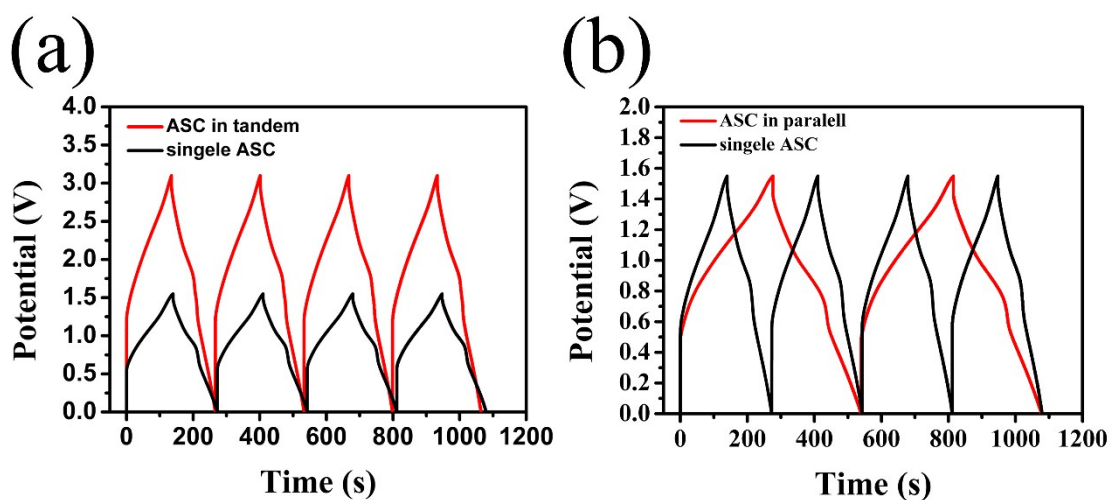 (a)
4.0
3.5
3.0
2.5
2.0
1.5
1.0
0.5
0.0
Potential (V)
ASC in tandem
singele ASC
0 200 400 600 800 1000 1200
Time (s)
(b)
2.0
1.8
1.6
1.4
1.2
1.0
0.8
0.6
0.4
0.2
0.0
Potential (V)
ASC in paralell
singele ASC
0 200 400 600 800 1000 1200
Time (s)